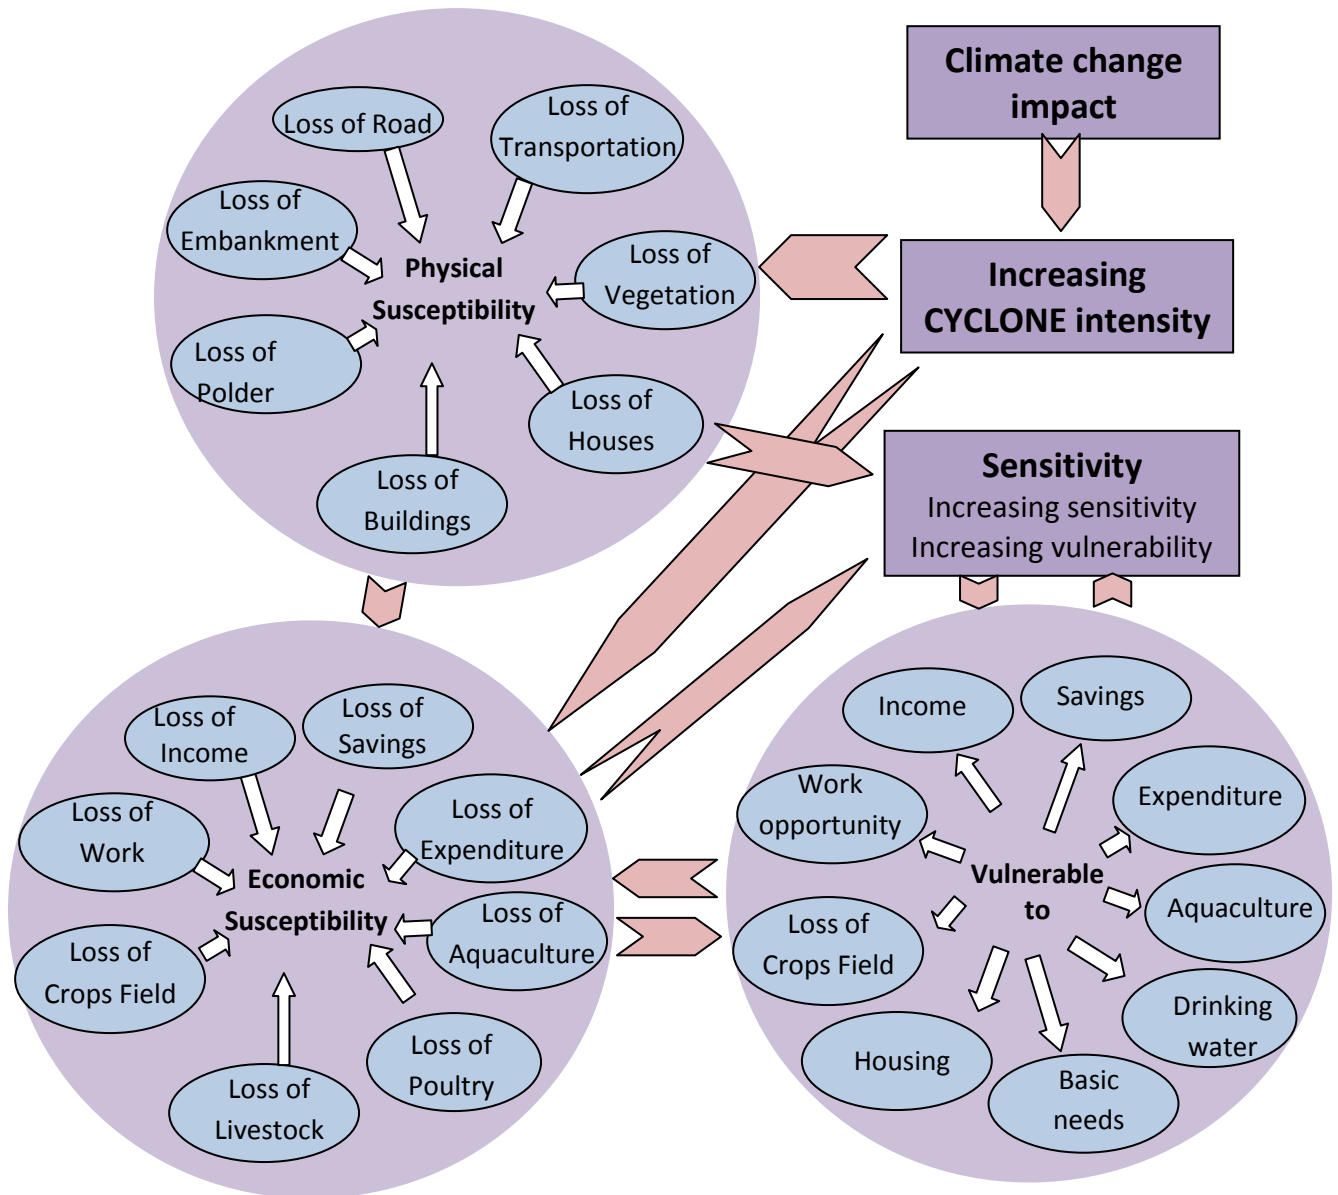 Climate change
impact
Loss of Road
Loss of
Transportation
Loss of
Embankment
Physical
Susceptibility
Loss of
Vegetation
Increasing
CYCLONE intensity
Loss of
Polder
Loss of
Houses
Loss of
Buildings
Sensitivity
Increasing sensitivity
Increasing vulnerability
Loss of
Income
Loss of
Savings
Loss of
Work
Loss of
Expenditure
Economic
Susceptibility
Loss of
Crops Field
Loss of
Aquaculture
Loss of
Poultry
Loss of
Livestock
Income
Savings
Work
opportunity
Expenditure
Vulnerable
to
Loss of
Crops Field
Aquaculture
Drinking
water
Housing
Basic
needs